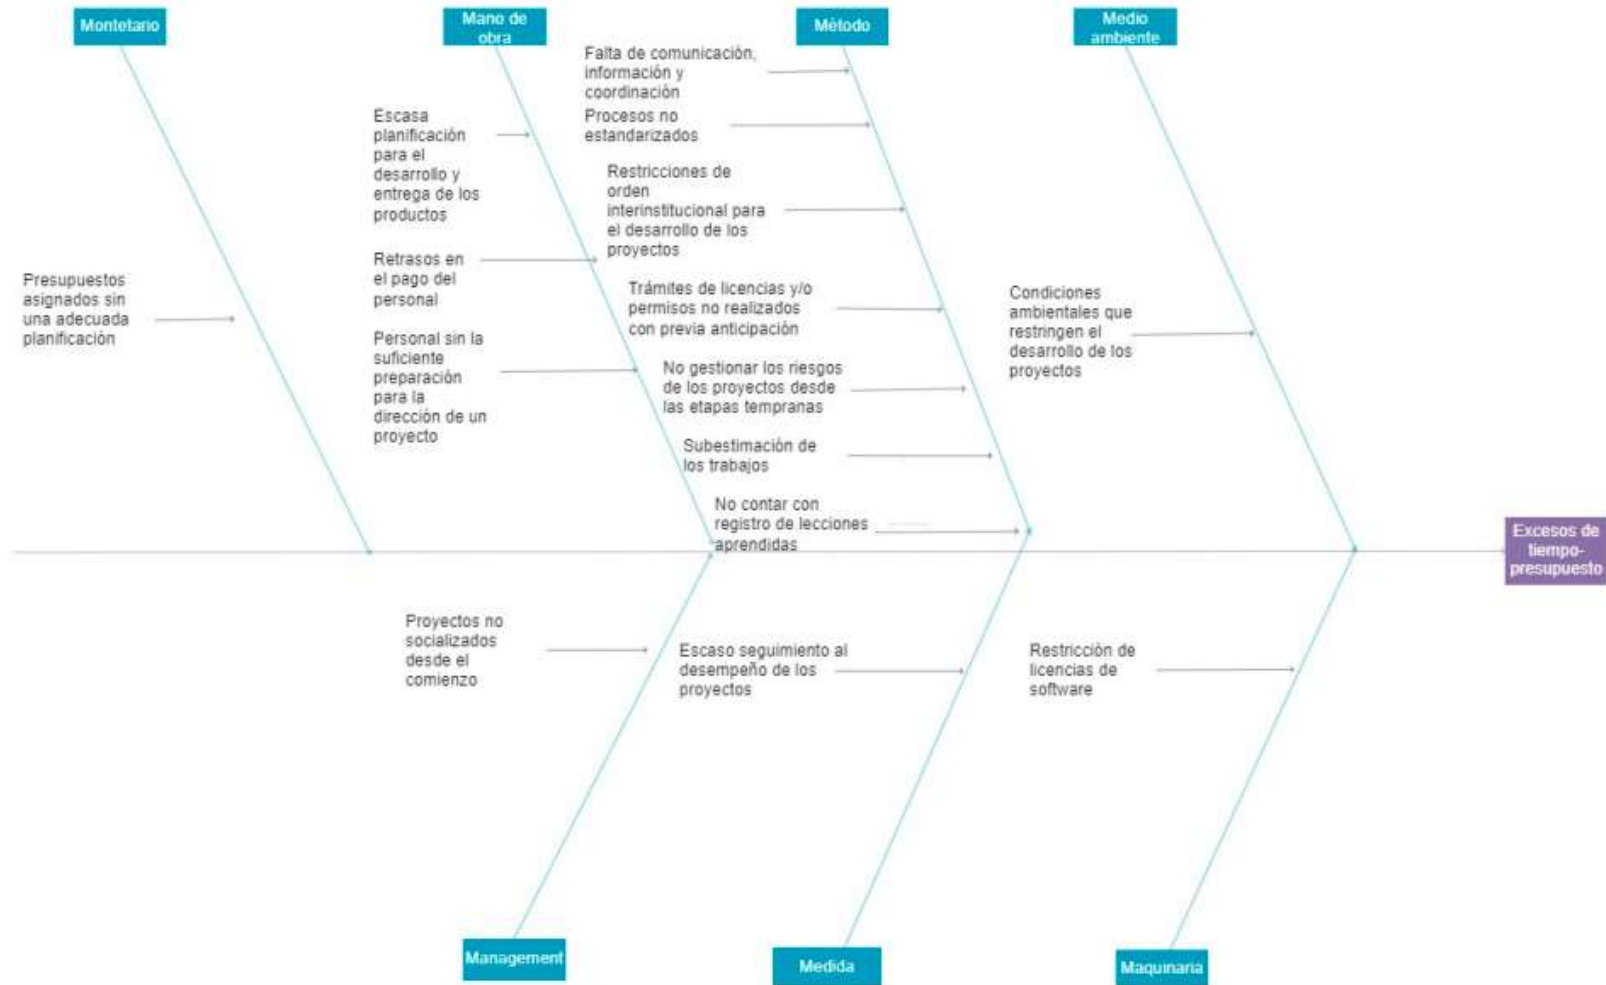 Montetario
Mano de
obra
Método
Medio
ambiente
Presupuestos
asignados sin
una adecuada
planificación
Escasa
planificación
para el
desarrollo y
entrega de los
productos
Retrasos en
el pago del
personal
Personal sin la
suficiente
preparación
para la
dirección de un
proyecto
Falta de comunicación,
información y
coordinación
Procesos no
estandarizados
Restricciones de
orden
interinstitucional para
el desarrollo de los
proyectos
Trámites de licencias y/o
permisos no realizados
con previa anticipación
No gestionar los riesgos
de los proyectos desde
las etapas tempranas
Subestimación de
los trabajos
No contar con
registro de lecciones
aprendidas
Condiciones
ambientales que
restringen el
desarrollo de los
proyectos
Excesos de
tiempo-
presupuesto
Proyectos no
socializados
desde el
comienzo
Escaso seguimiento al
desempeño de los
proyectos
Restricción de
licencias de
software
Management
Medida
Maquinaria